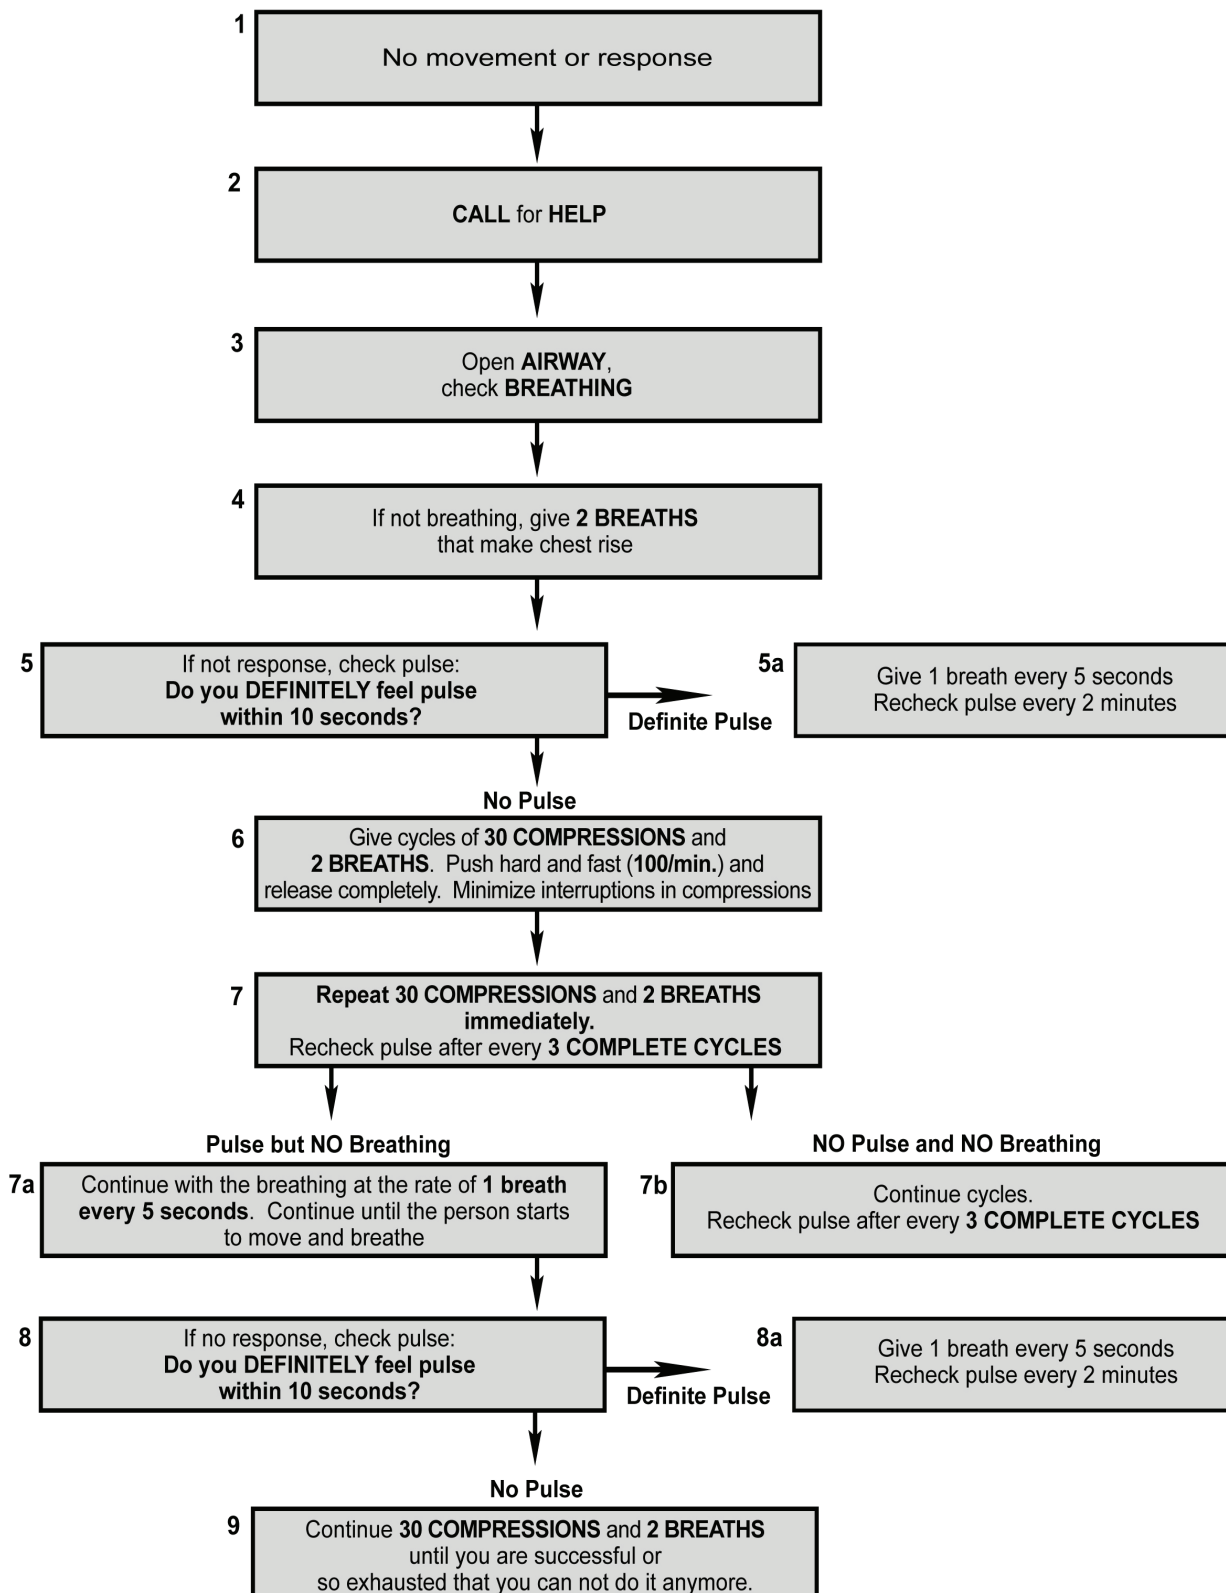 1
No movement or response
2
CALL for HELP
3
Open AIRWAY,
check BREATHING
4
If not breathing, give 2 BREATHS
that make chest rise
5
If not response, check pulse:
Do you DEFINITELY feel pulse
within 10 seconds?
Definite Pulse
5a
Give 1 breath every 5 seconds
Recheck pulse every 2 minutes
No Pulse
6
Give cycles of 30 COMPRESSIONS and
2 BREATHS. Push hard and fast (100/min.) and
release completely. Minimize interruptions in compressions
7
Repeat 30 COMPRESSIONS and 2 BREATHS
immediately.
Recheck pulse after every 3 COMPLETE CYCLES
Pulse but NO Breathing
7a
Continue with the breathing at the rate of 1 breath
every 5 seconds. Continue until the person starts
to move and breathe
NO Pulse and NO Breathing
7b
Continue cycles.
Recheck pulse after every 3 COMPLETE CYCLES
8
If no response, check pulse:
Do you DEFINITELY feel pulse
within 10 seconds?
Definite Pulse
8a
Give 1 breath every 5 seconds
Recheck pulse every 2 minutes
No Pulse
9
Continue 30 COMPRESSIONS and 2 BREATHS
until you are successful or
so exhausted that you can not do it anymore.